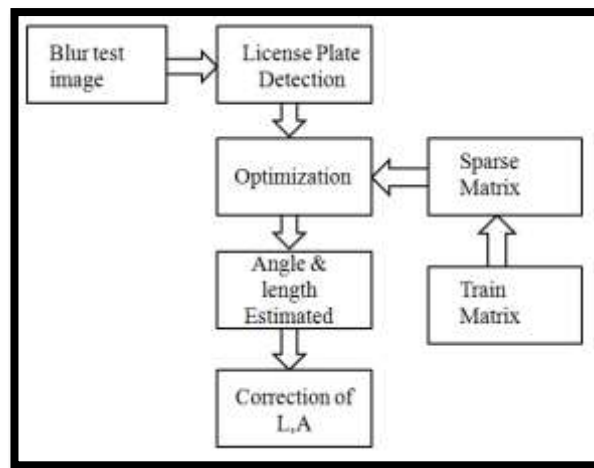 Blur test
image
License Plate
Detection
Optimization
Sparse
Matrix
Angle &
length
Estimated
Train
Matrix
Correction of
L,A